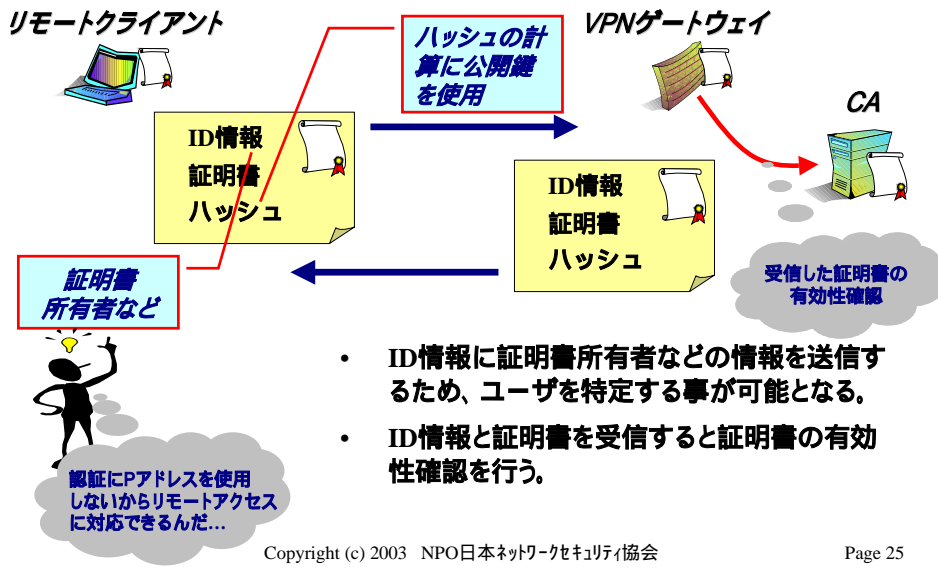 リモートクライアント
ハッシュの計
算に公開鍵
を使用
VPNゲートウェイ
CA
ID情報
証明書
ハッシュ
ID情報
証明書
ハッシュ
証明書
所有者など
受信した証明書の
有効性確認
• ID情報に証明書所有者などの情報を送信す
るため、ユーザを特定する事が可能となる。
• ID情報と証明書を受信すると証明書の有効
性確認を行う。
認証にPアドレスを使用
しないからリモートアクセス
に対応できるんだ...
Copyright (c) 2003 NPO日本ネットワークセキュリティ協会
Page 25